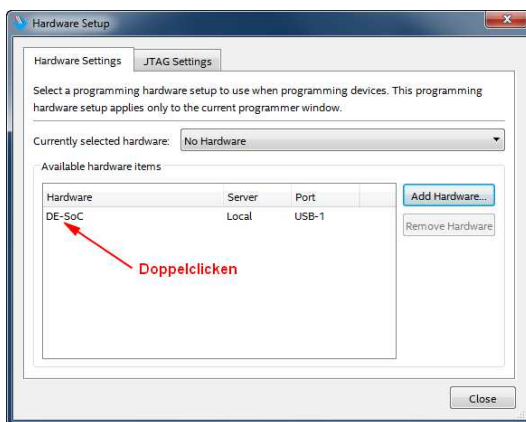 Hardware Setup
Hardware Settings JTAG Settings
Select a programming hardware setup to use when programming devices. This programming
hardware setup applies only to the current programmer window.
Currently selected hardware: No Hardware
Available hardware items
Hardware Server Port Add Hardware...
DE-SoC Local USB-1 Remove Hardware
Doppelclicken
Close